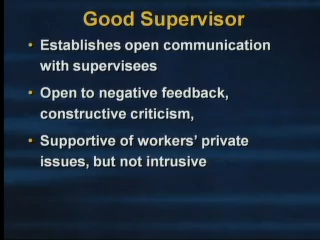 Good Supervisor
• Establishes open communication
with supervisees
• Open to negative feedback,
constructive criticism,
• Supportive of workers' private
issues, but not intrusive